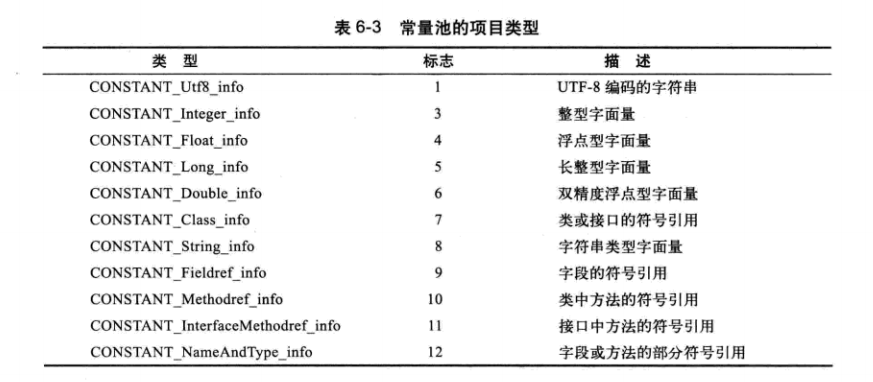 表 6-3 常量池的项目类型
类 型 标志 描 述
CONSTANT_Utf8_info 1 UTF-8 编码的字符串
CONSTANT_Integer_info 3 整型字面量
CONSTANT_Float_info 4 浮点型字面量
CONSTANT_Long_info 5 长整型字面量
CONSTANT_Double_info 6 双精度浮点型字面量
CONSTANT_Class_info 7 类或接口的符号引用
CONSTANT_String_info 8 字符串类型字面量
CONSTANT_Fieldref_info 9 字段的符号引用
CONSTANT_Methodref_info 10 类中方法的符号引用
CONSTANT_InterfaceMethodref_info 11 接口中方法的符号引用
CONSTANT_NameAndType_info 12 字段或方法的部分符号引用